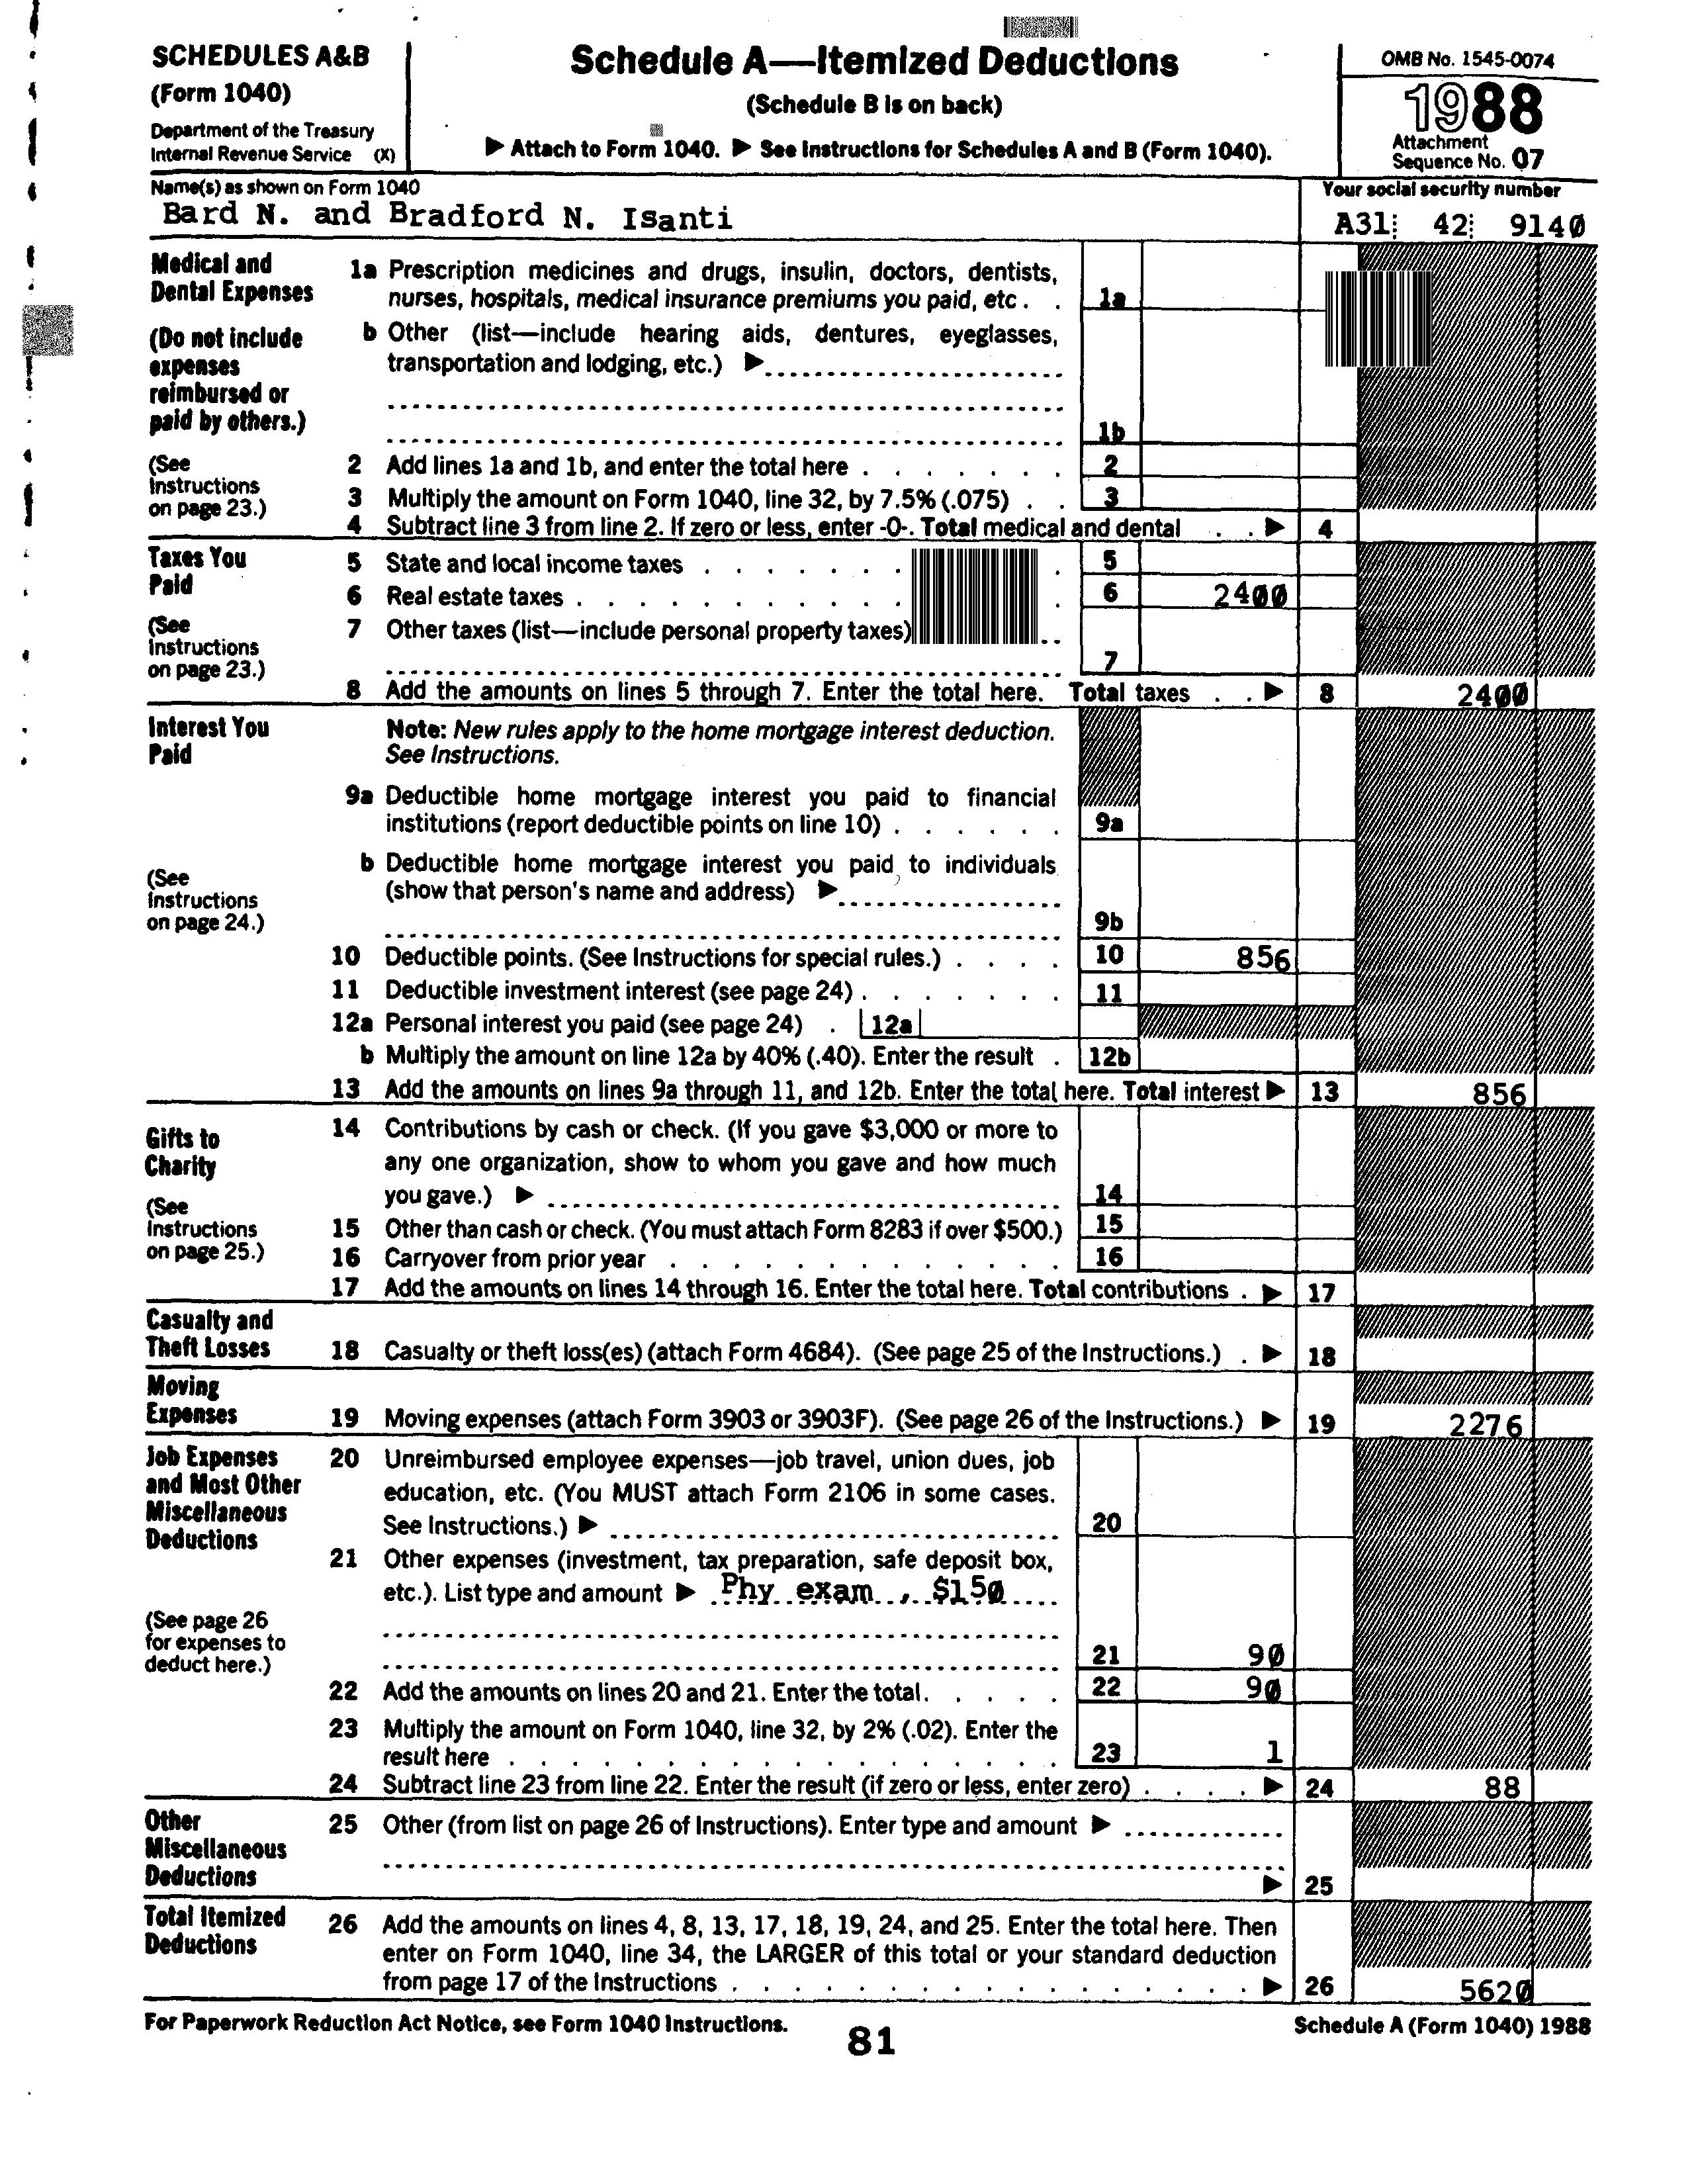 SCHEDULES A&B
(Form 1040)
Department of the Treasury
Internal Revenue Service (X)
Schedule A—Itemized Deductions
(Schedule B is on back)
▶ Attach to Form 1040. ▶ See Instructions for Schedules A and B (Form 1040).
OMB No. 1545-0074
1988
Attachment
Sequence No. 07
Name(s) as shown on Form 1040
Bard N. and Bradford N. Isanti
Your social security number
A31 42 9140
Medical and
Dental Expenses
(Do not include
expenses
reimbursed or
paid by others.)
(See
Instructions
on page 23.)
1a Prescription medicines and drugs, insulin, doctors, dentists,
nurses, hospitals, medical insurance premiums you paid, etc . . 1a
b Other (list—include hearing aids, dentures, eyeglasses,
transportation and lodging, etc.) ▶
1b
2 Add lines 1a and 1b, and enter the total here . . . . . . . 2
3 Multiply the amount on Form 1040, line 32, by 7.5% (.075) . . 3
4 Subtract line 3 from line 2. If zero or less, enter -0-. Total medical and dental . . ▶ 4
Taxes You
Paid
(See
Instructions
on page 23.)
5 State and local income taxes . . . . . . . . 5
6 Real estate taxes . . . . . . . . . . . . 6 2400
7 Other taxes (list—include personal property taxes)
7
8 Add the amounts on lines 5 through 7. Enter the total here. Total taxes . . ▶ 8 2400
Interest You
Paid
(See
Instructions
on page 24.)
Note: New rules apply to the home mortgage interest deduction.
See Instructions.
9a Deductible home mortgage interest you paid to financial
institutions (report deductible points on line 10) . . . . . . 9a
b Deductible home mortgage interest you paid to individuals
(show that person's name and address) ▶
9b
10 Deductible points. (See Instructions for special rules.) . . . . 10 856
11 Deductible investment interest (see page 24) . . . . . . . 11
12a Personal interest you paid (see page 24) . 12a
b Multiply the amount on line 12a by 40% (.40). Enter the result . 12b
13 Add the amounts on lines 9a through 11, and 12b. Enter the total here. Total interest ▶ 13 856
Gifts to
Charity
(See
Instructions
on page 25.)
14 Contributions by cash or check. (If you gave $3,000 or more to
any one organization, show to whom you gave and how much
you gave.) ▶ 14
15 Other than cash or check. (You must attach Form 8283 if over $500.) 15
16 Carryover from prior year . . . . . . . . . . . . . 16
17 Add the amounts on lines 14 through 16. Enter the total here. Total contributions . ▶ 17
Casualty and
Theft Losses
18 Casualty or theft loss(es) (attach Form 4684). (See page 25 of the Instructions.) . ▶ 18
Moving
Expenses
19 Moving expenses (attach Form 3903 or 3903F). (See page 26 of the Instructions.) ▶ 19 2276
Job Expenses
and Most Other
Miscellaneous
Deductions
(See page 26
for expenses to
deduct here.)
20 Unreimbursed employee expenses—job travel, union dues, job
education, etc. (You MUST attach Form 2106 in some cases.
See Instructions.) ▶ 20
21 Other expenses (investment, tax preparation, safe deposit box,
etc.). List type and amount ▶ Phy exam , $150
21 90
22 Add the amounts on lines 20 and 21. Enter the total. . . . . 22 90
23 Multiply the amount on Form 1040, line 32, by 2% (.02). Enter the
result here . . . . . . . . . . . . . . . . . . 23 1
24 Subtract line 23 from line 22. Enter the result (if zero or less, enter zero) . . . . ▶ 24 88
Other
Miscellaneous
Deductions
25 Other (from list on page 26 of Instructions). Enter type and amount ▶
▶ 25
Total Itemized
Deductions
26 Add the amounts on lines 4, 8, 13, 17, 18, 19, 24, and 25. Enter the total here. Then
enter on Form 1040, line 34, the LARGER of this total or your standard deduction
from page 17 of the Instructions . . . . . . . . . . . . . . . . . ▶ 26 5620
For Paperwork Reduction Act Notice, see Form 1040 Instructions.
81
Schedule A (Form 1040) 1988